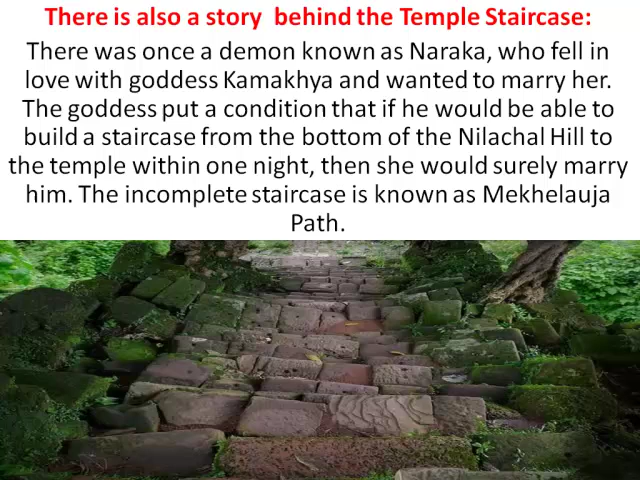 There is also a story  behind the Temple Staircase:
There was once a demon known as Naraka, who fell in
love with goddess Kamakhya and wanted to marry her.
The goddess put a condition that if he would be able to
build a staircase from the bottom of the Nilachal Hill to
the temple within one night, then she would surely marry
him. The incomplete staircase is known as Mekhelauja
Path.